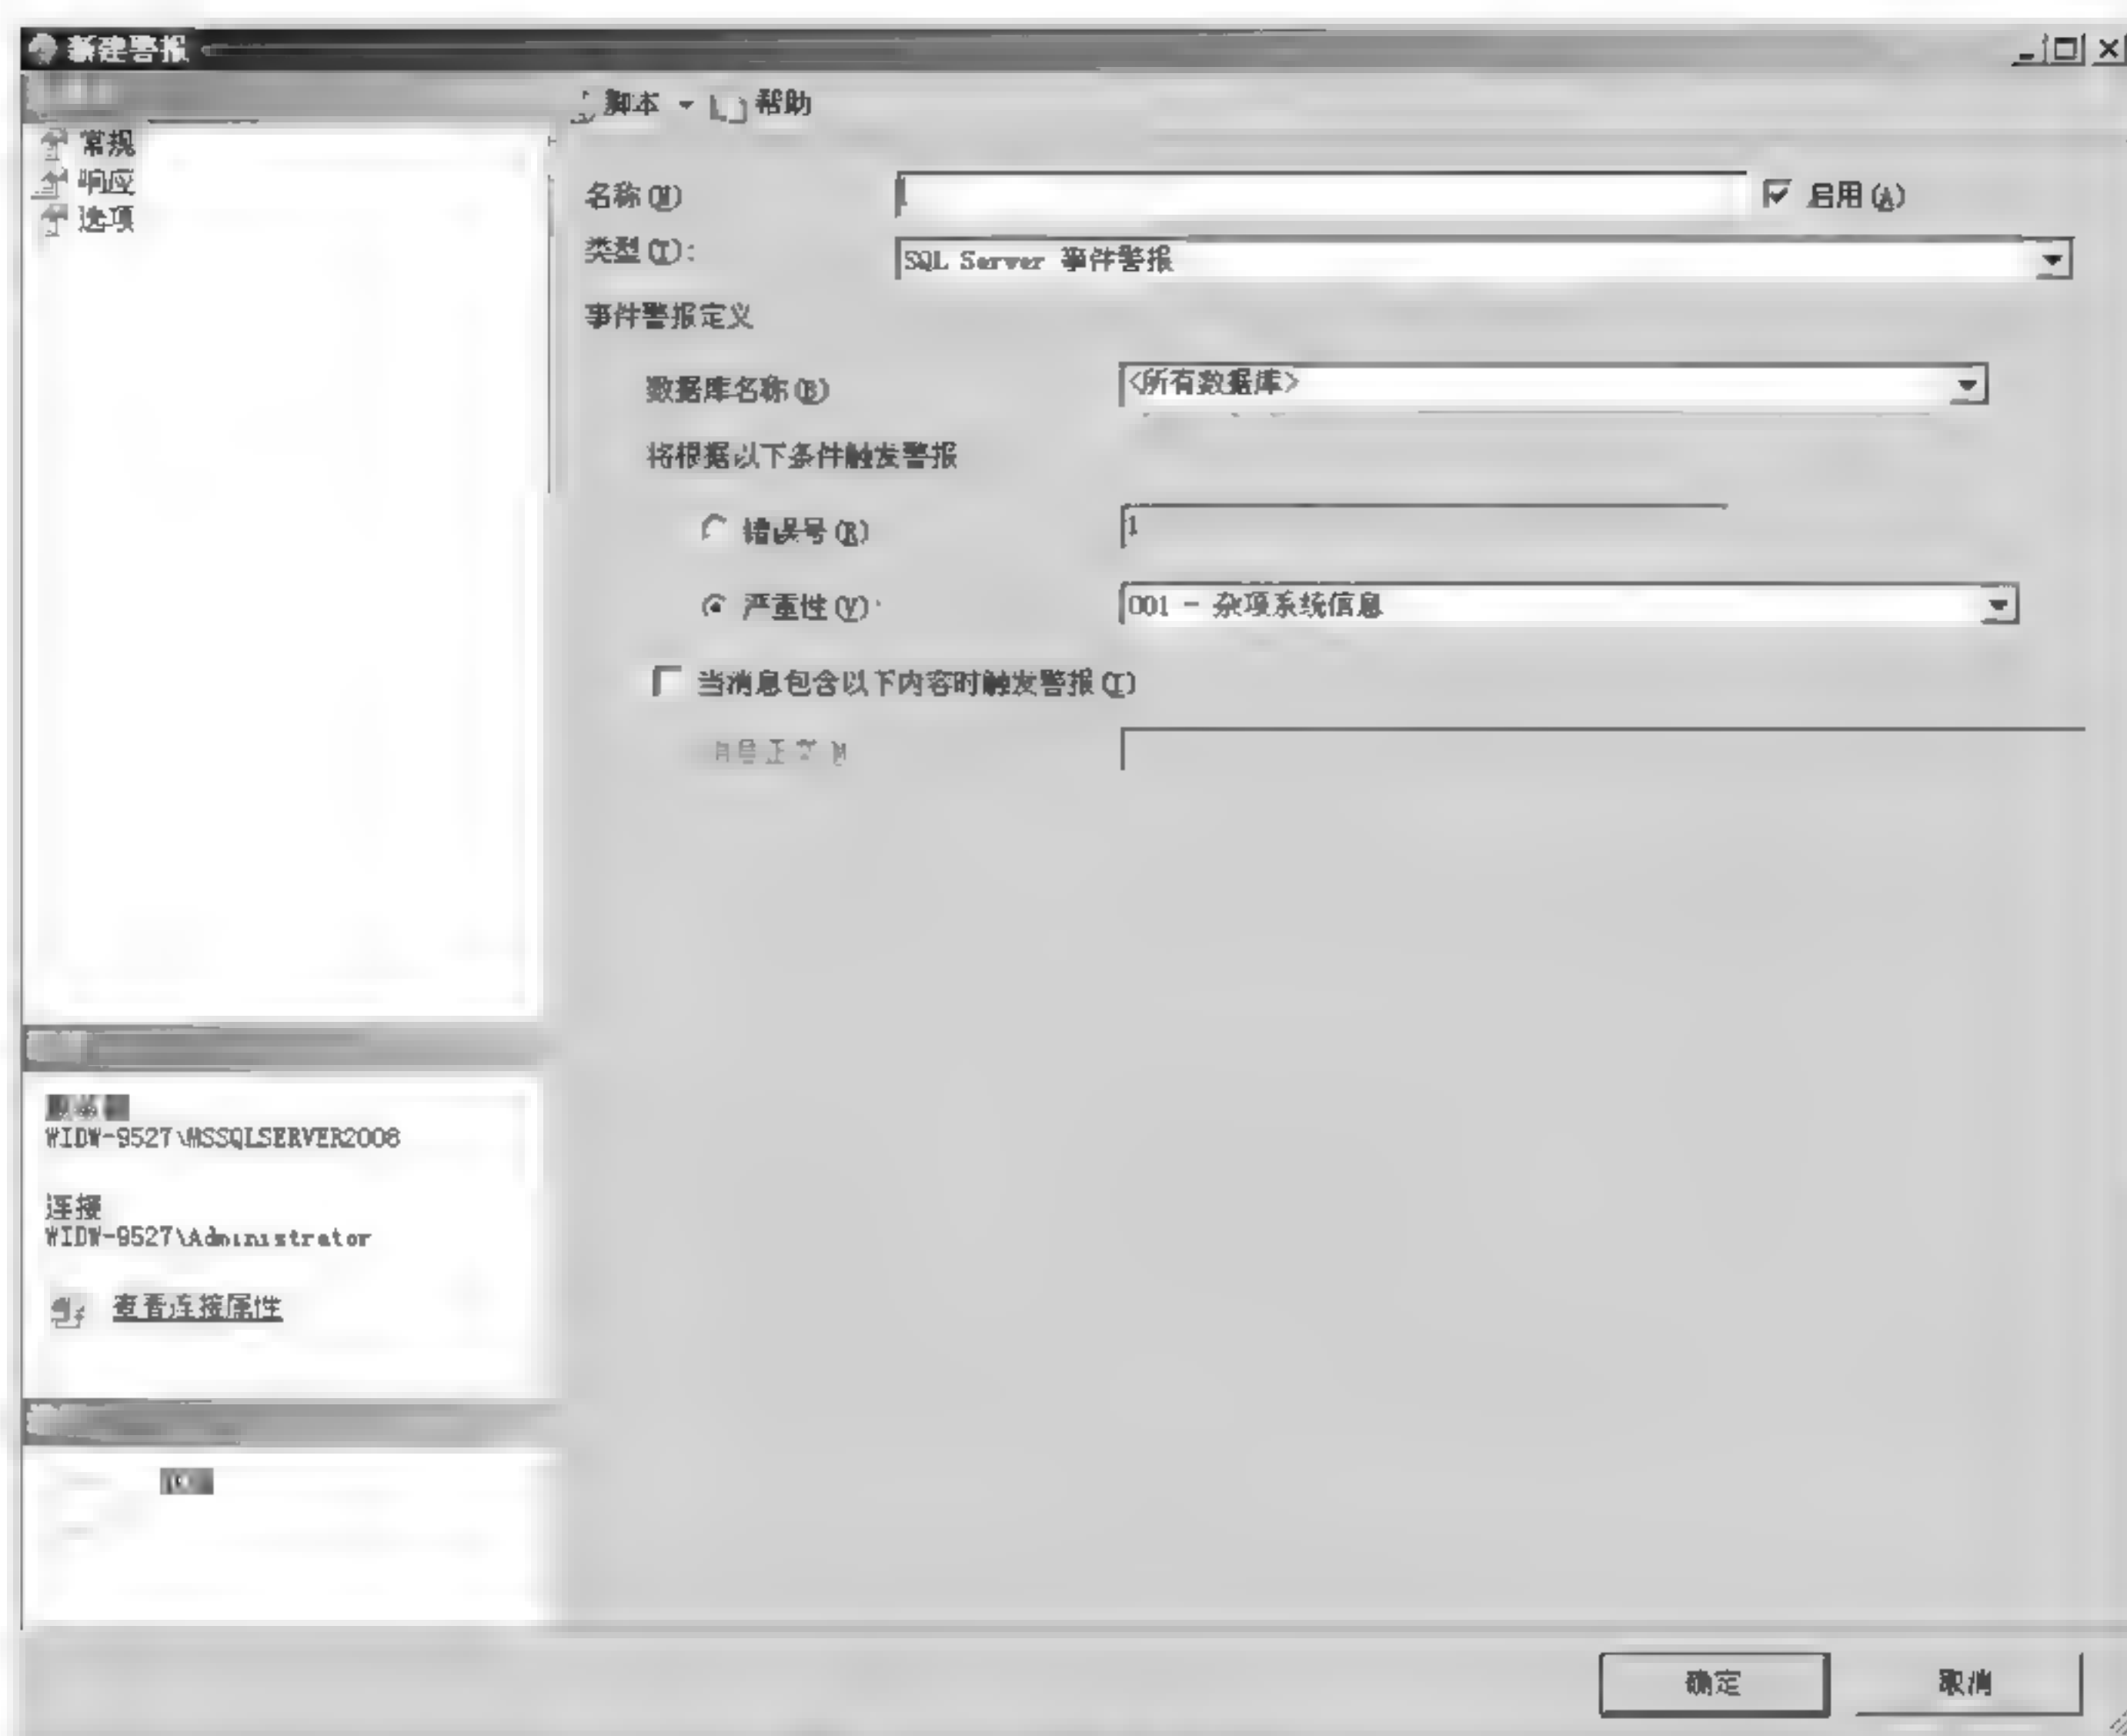 新建警报
脚本 帮助
常规
响应
选项
名称(N)
启用(A)
类型(T):
SQL Server 事件警报
事件警报定义
数据库名称(B)
<所有数据库>
将根据以下条件触发警报
错误号(R)
1
严重性(V):
001 - 杂项系统信息
当消息包含以下内容时触发警报(I)
WIDW-9527\MSSQLSERVER2008
连接
WIDW-9527\Administrator
查看连接属性
确定
取消